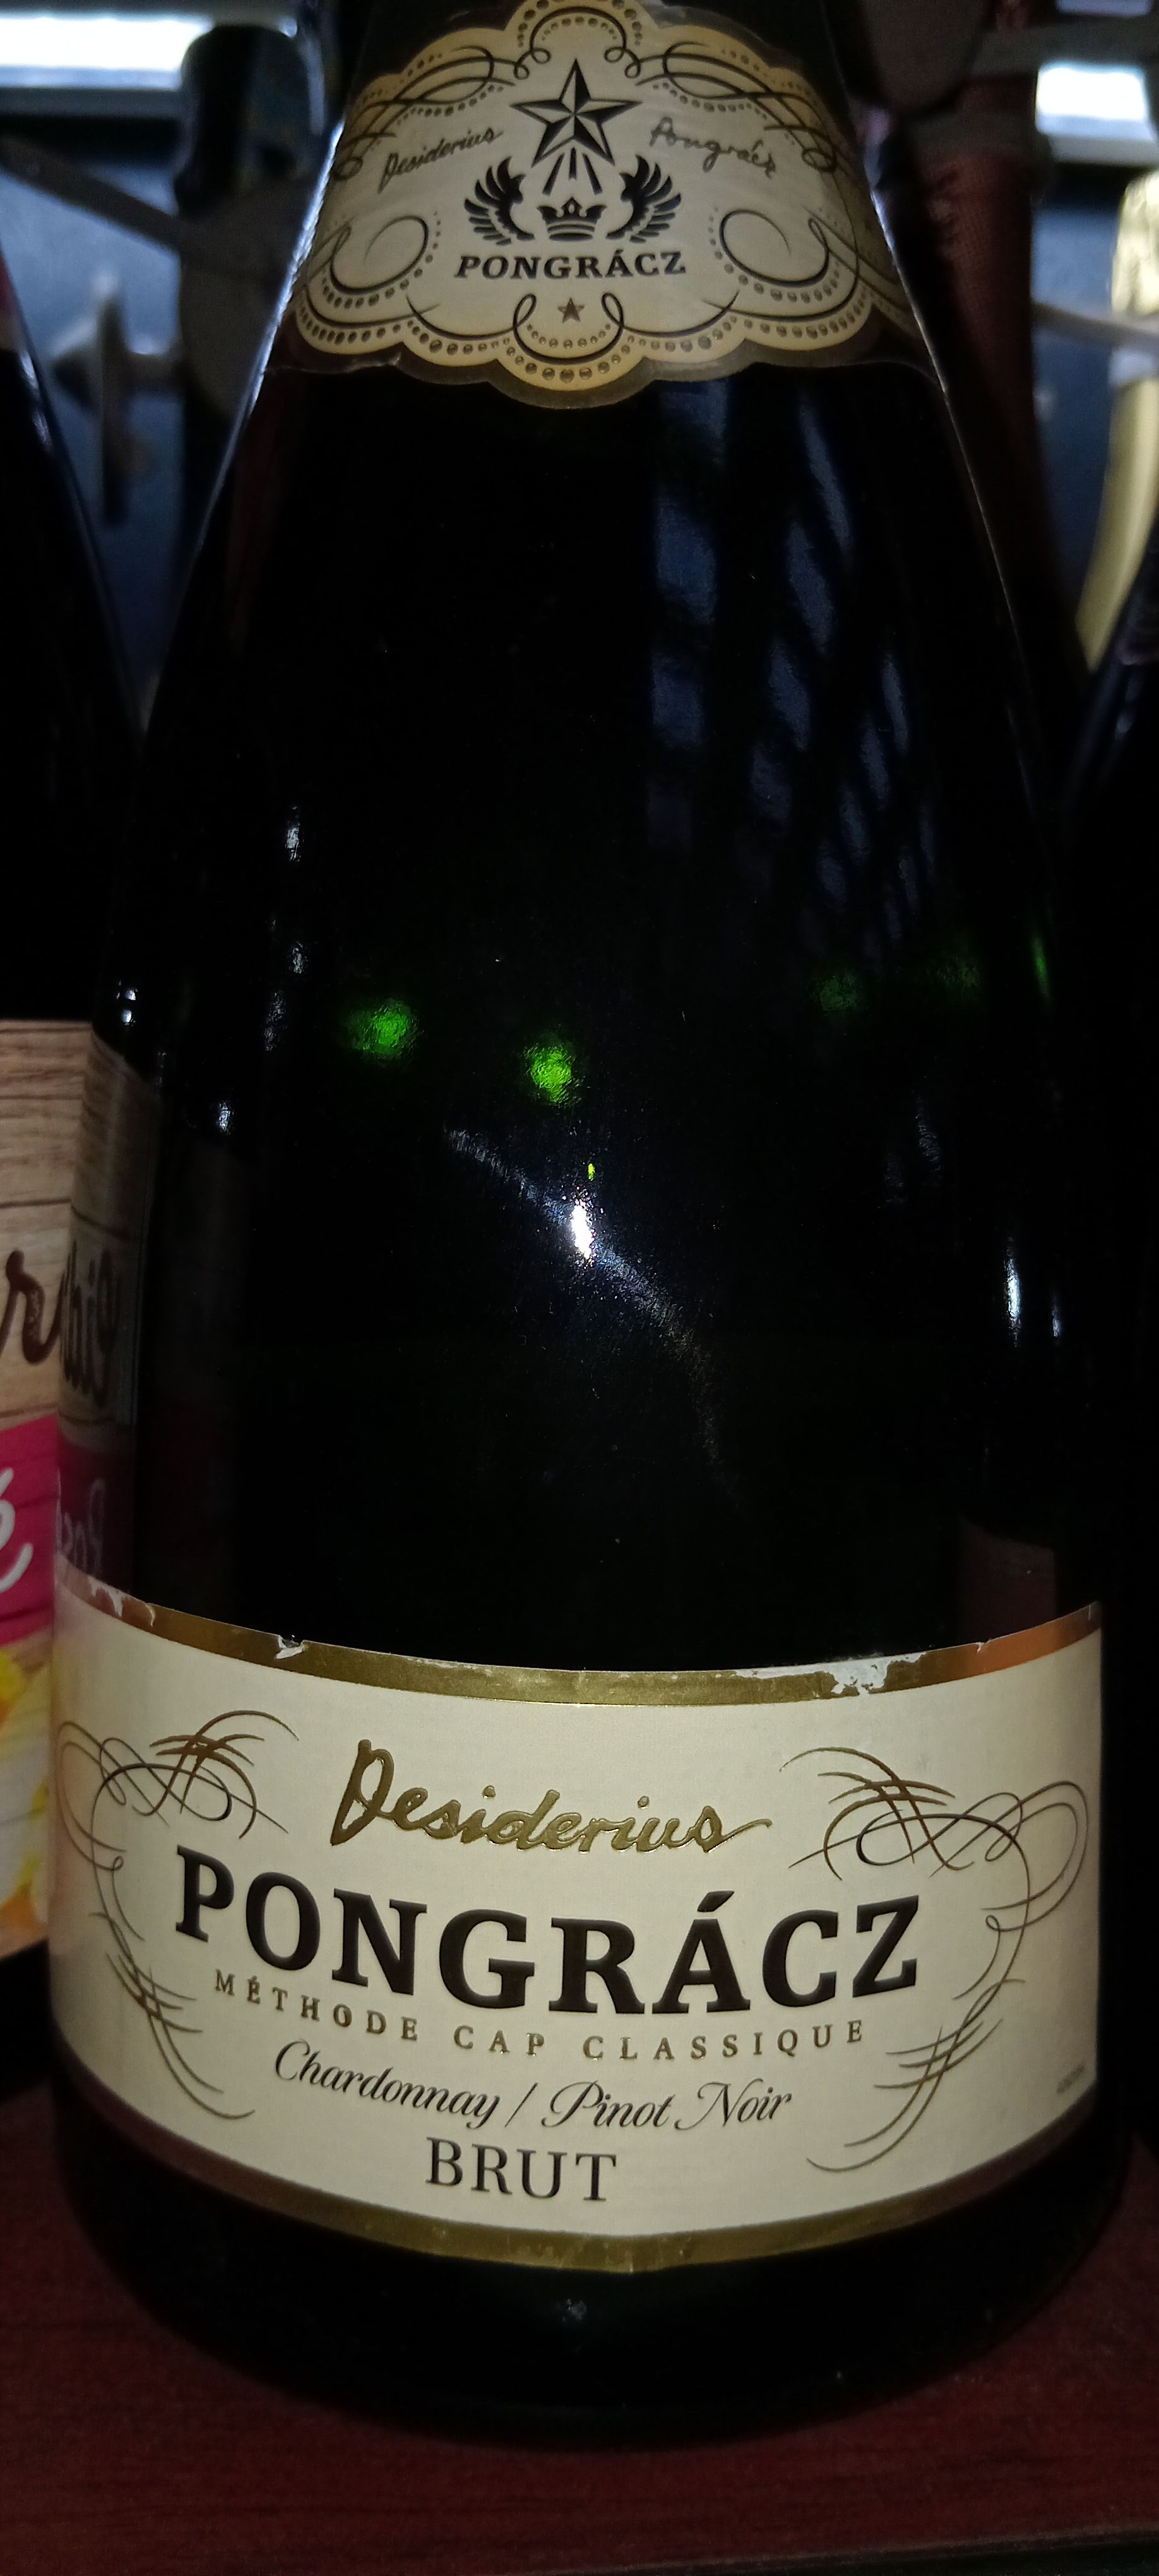 Desiderius Pongrácz
PONGRÁCZ
Desiderius
PONGRÁCZ
MÉTHODE CAP CLASSIQUE
Chardonnay / Pinot Noir
BRUT